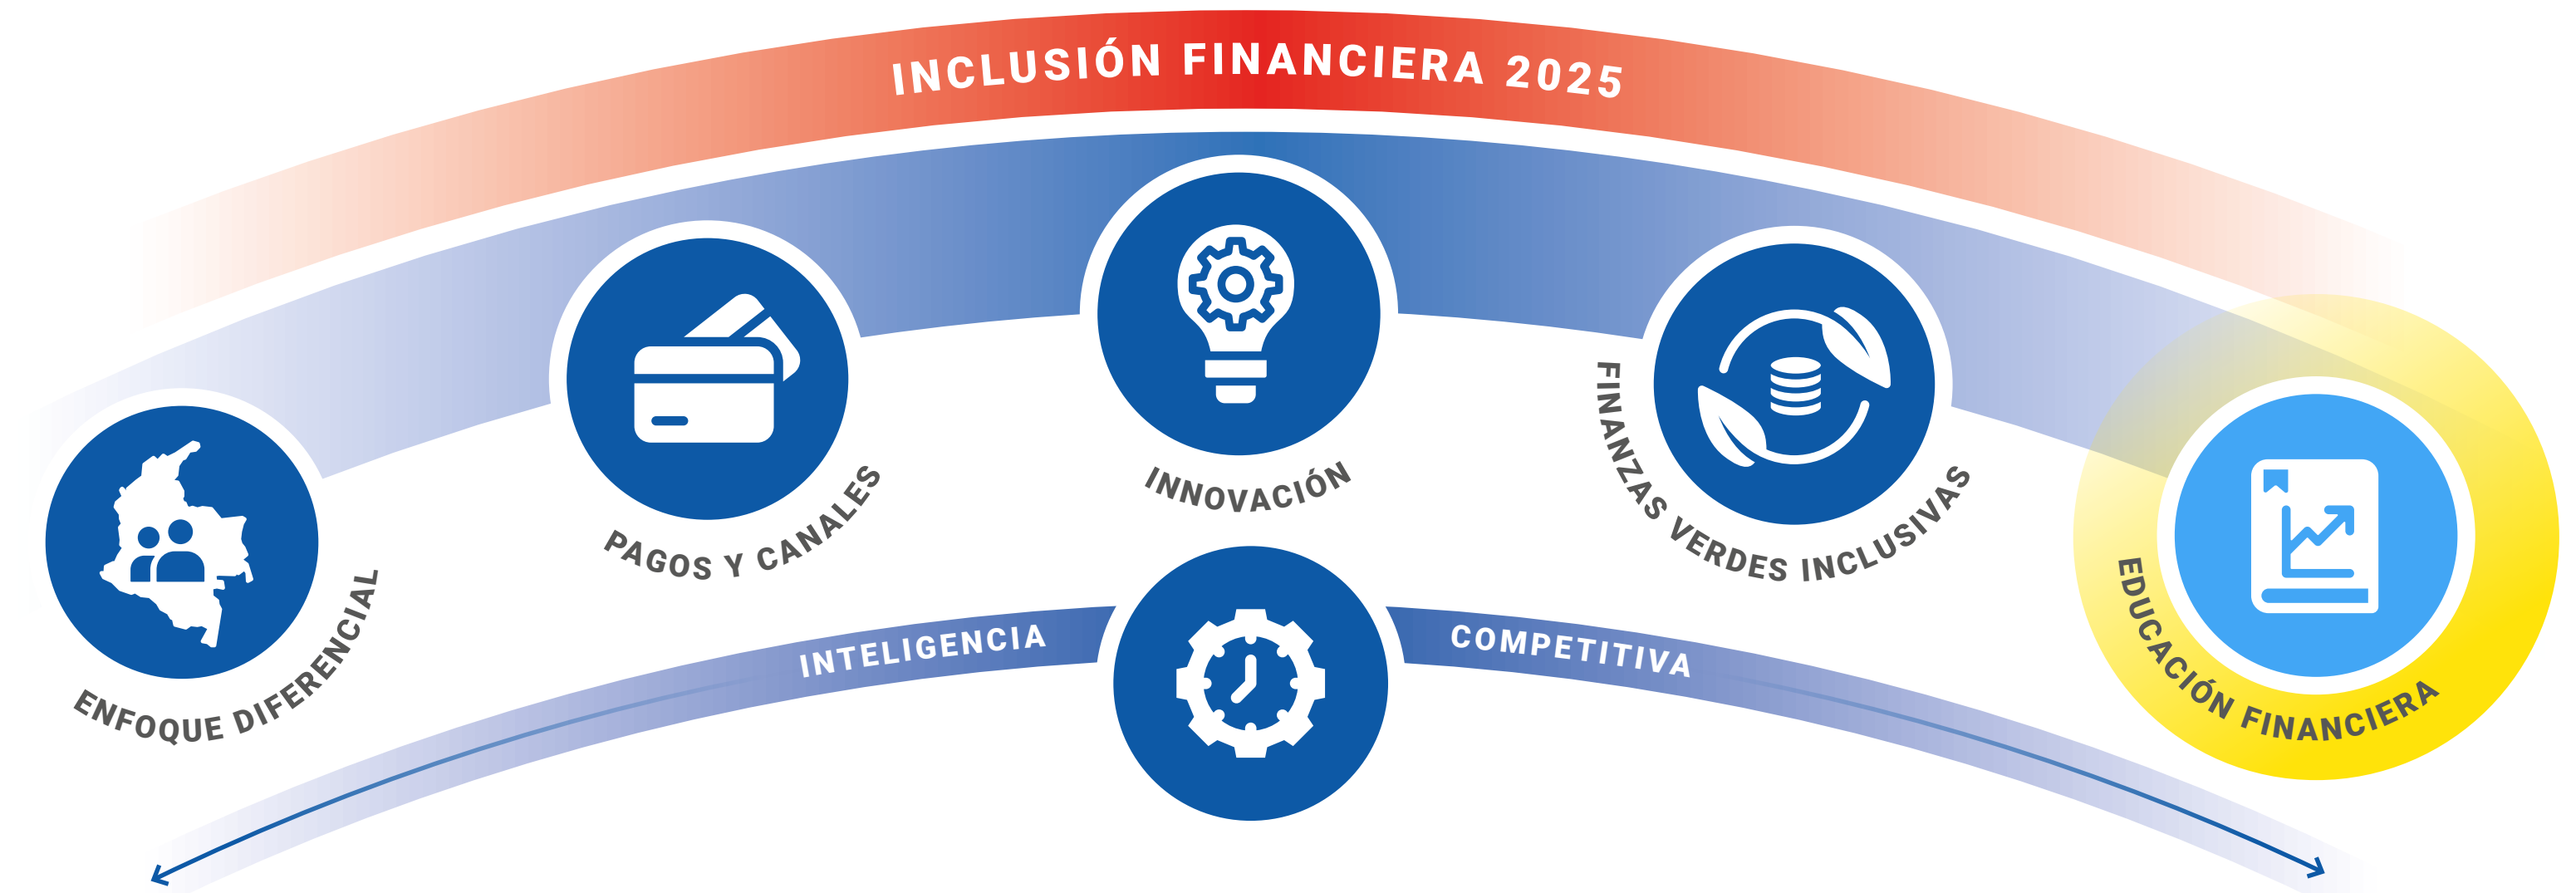 INCLUSIÓN FINANCIERA 2025
ENFOQUE DIFERENCIAL
PAGOS Y CANALES
INNOVACIÓN
FINANZAS VERDES INCLUSIVAS
EDUCACIÓN FINANCIERA
INTELIGENCIA COMPETITIVA